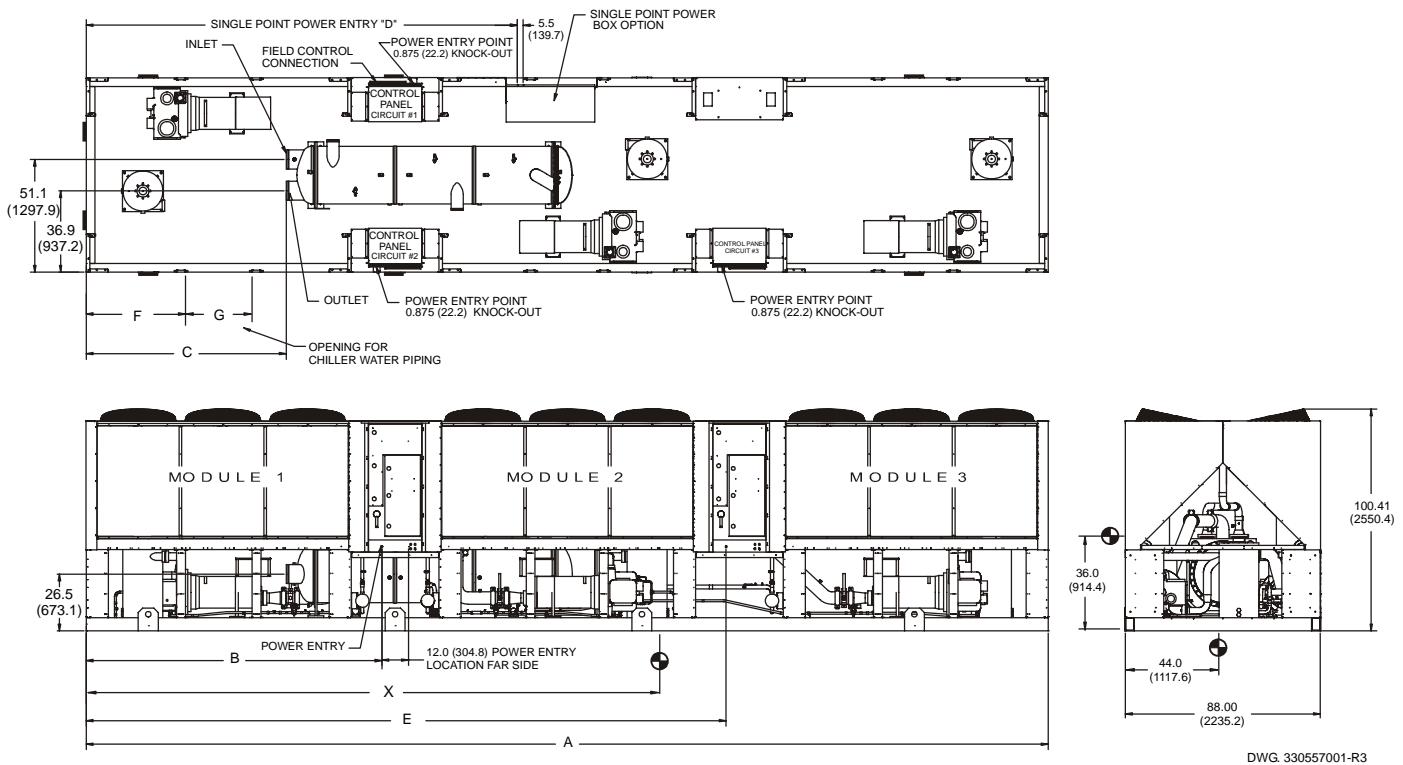 SINGLE POINT POWER ENTRY "D"
5.5
(139.7)
SINGLE POINT POWER
BOX OPTION
INLET
FIELD CONTROL
CONNECTION
POWER ENTRY POINT
0.875 (22.2) KNOCK-OUT
CONTROL
PANEL
CIRCUIT #1
51.1
(1297.9)
36.9
(937.2)
CONTROL
PANEL
CIRCUIT #2
CONTROL PANEL
CIRCUIT #3
OUTLET
POWER ENTRY POINT
0.875 (22.2) KNOCK-OUT
POWER ENTRY POINT
0.875 (22.2) KNOCK-OUT
F
G
C
OPENING FOR
CHILLER WATER PIPING
MODULE 1
MODULE 2
MODULE 3
26.5
(673.1)
POWER ENTRY
12.0 (304.8) POWER ENTRY
LOCATION FAR SIDE
B
X
E
A
100.41
(2550.4)
36.0
(914.4)
44.0
(1117.6)
88.00
(2235.2)
DWG. 330557001-R3